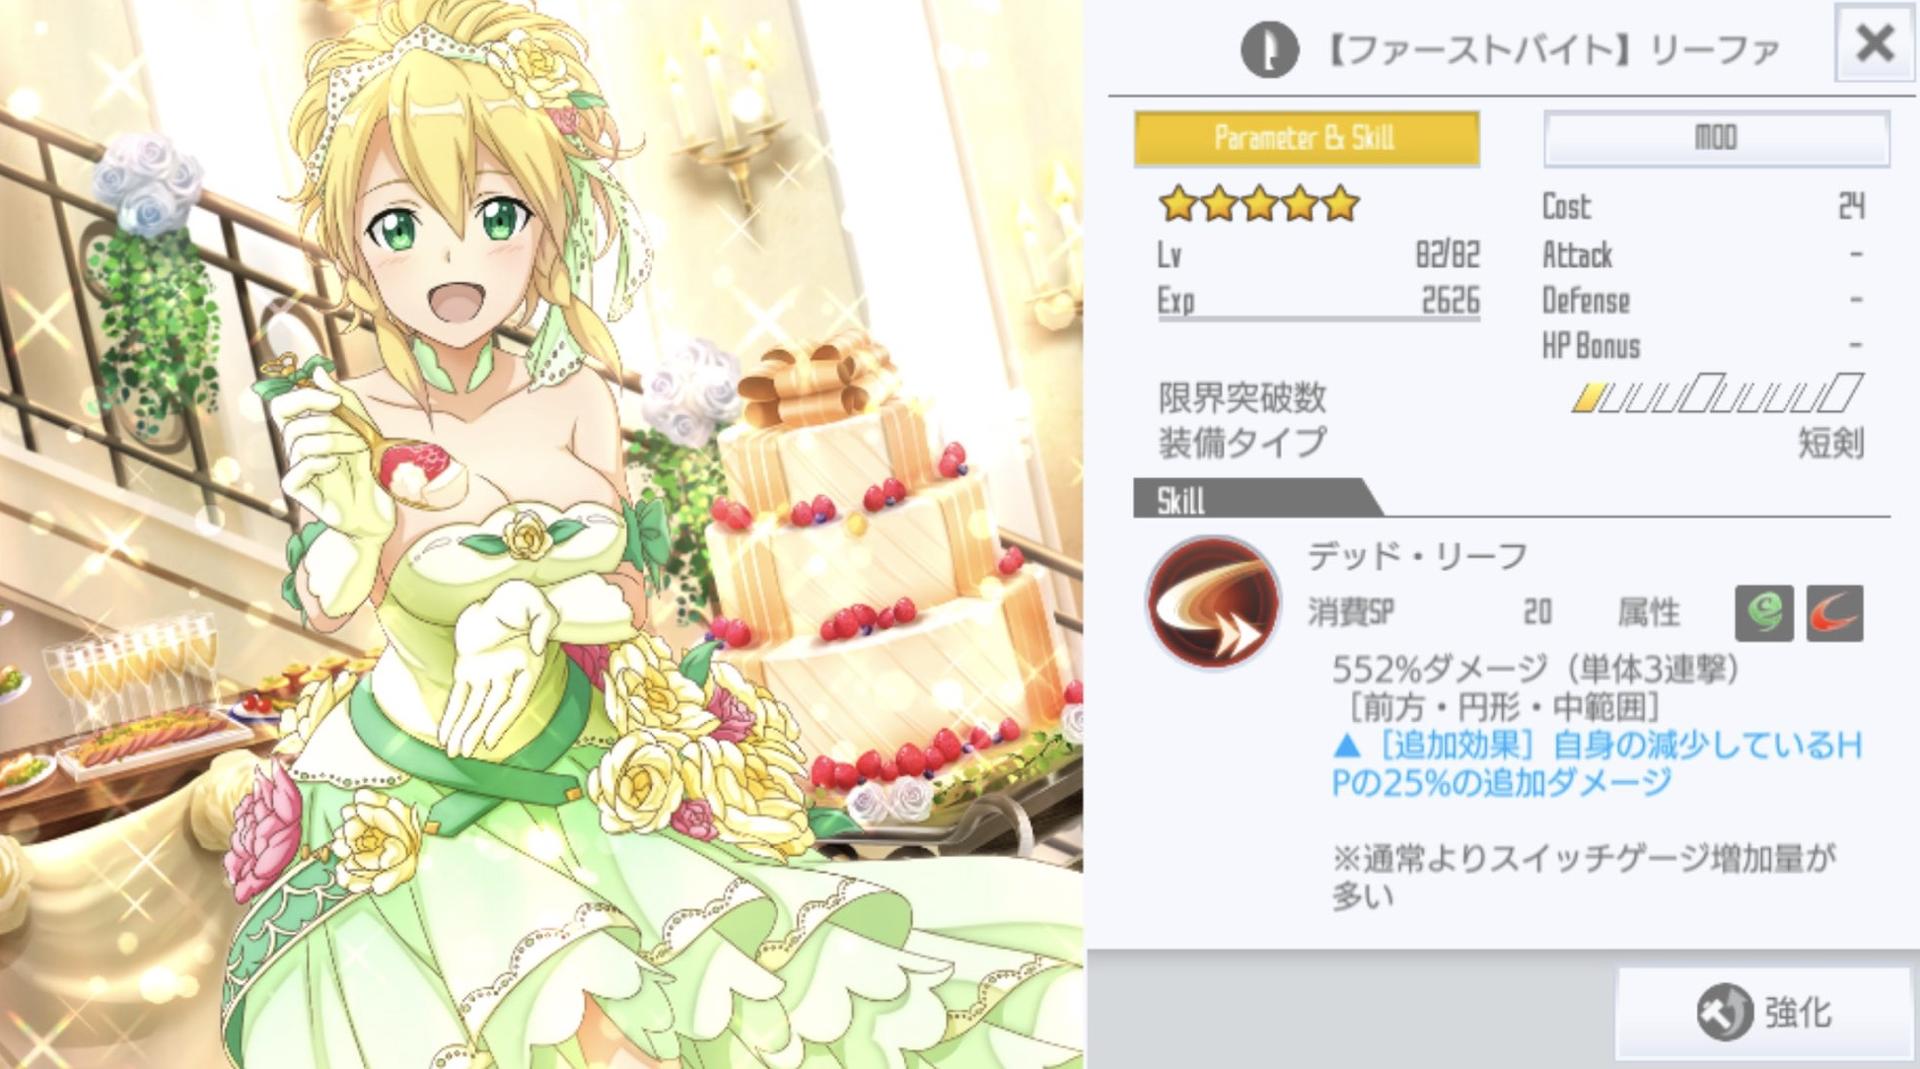 【ファーストバイト】リーファ
Parameter & Skill
MOD
Lv 82/82
Exp 2626
Cost 24
Attack -
Defense -
HP Bonus -
限界突破数
装備タイプ 短剣
Skill
デッド・リーフ
消費SP 20 属性
552%ダメージ（単体3連撃）
［前方・円形・中範囲］
▲［追加効果］自身の減少しているH
Pの25%の追加ダメージ
※通常よりスイッチゲージ増加量が
多い
強化